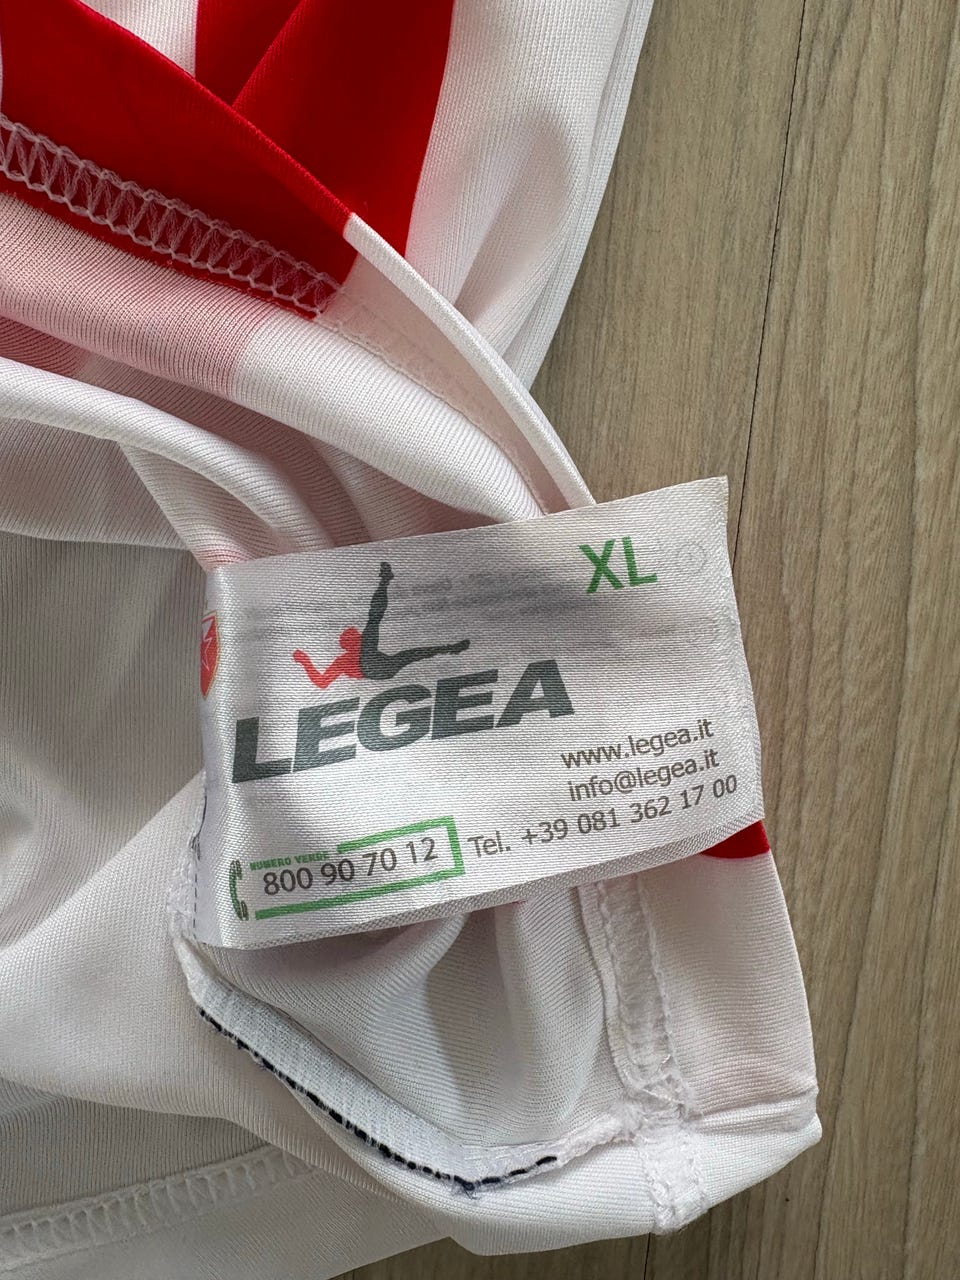 XL
LEGEA
www.legea.it
info@legea.it
Tel. +39 081 362 17 00
NUMERO VERDE
800 90 70 12